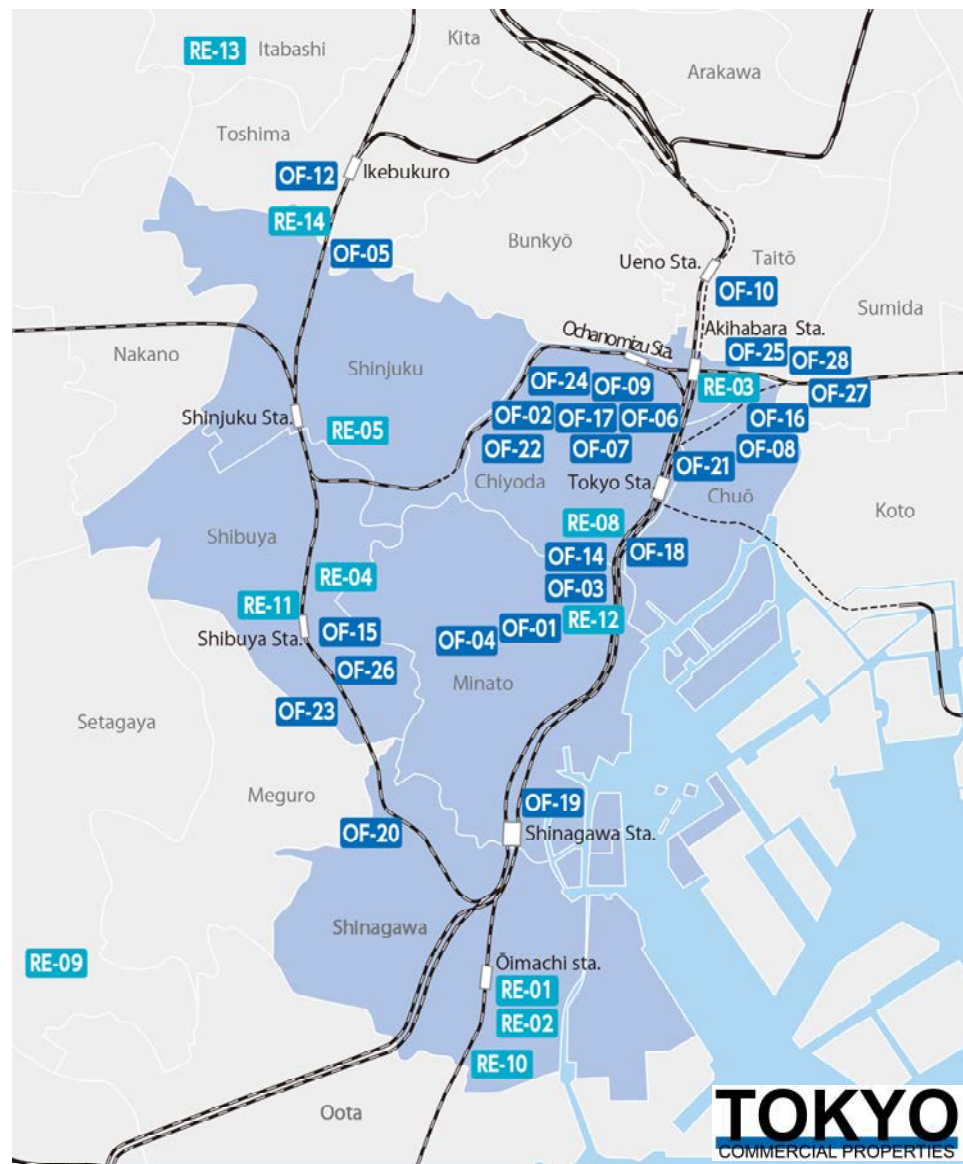 Kita
RE-13
Itabashi
Arakawa
Toshima
OF-12
Ikebukuro
RE-14
OF-05
Bunkyō
Ueno Sta.
Taitō
OF-10
Sumida
Akihabara Sta.
Ochanomizu Sta.
Nakano
Shinjuku
OF-25
OF-28
OF-24
OF-09
RE-03
OF-27
Shinjuku Sta.
RE-05
OF-02
OF-17
OF-06
OF-16
OF-22
OF-07
OF-08
Chiyoda
Tokyo Sta.
OF-21
Chuō
Koto
Shibuya
RE-08
OF-14
OF-18
RE-04
OF-03
RE-11
RE-12
Shibuya Sta.
OF-15
OF-04
OF-01
OF-26
Minato
OF-23
Setagaya
Meguro
OF-19
OF-20
Shinagawa Sta.
Shinagawa
RE-09
Ōimachi sta.
RE-01
RE-02
RE-10
Oota
TOKYO
COMMERCIAL PROPERTIES